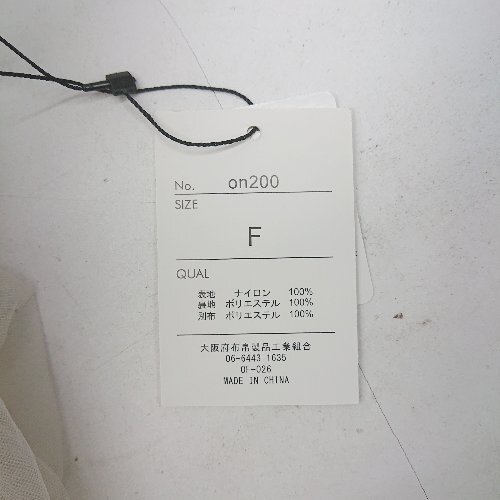 No. on200
SIZE
F
QUAL
表地 ナイロン 100%
裏地 ポリエステル 100%
別布 ポリエステル 100%
大阪府布帛製品工業組合
06-6443 1635
OF-026
MADE IN CHINA